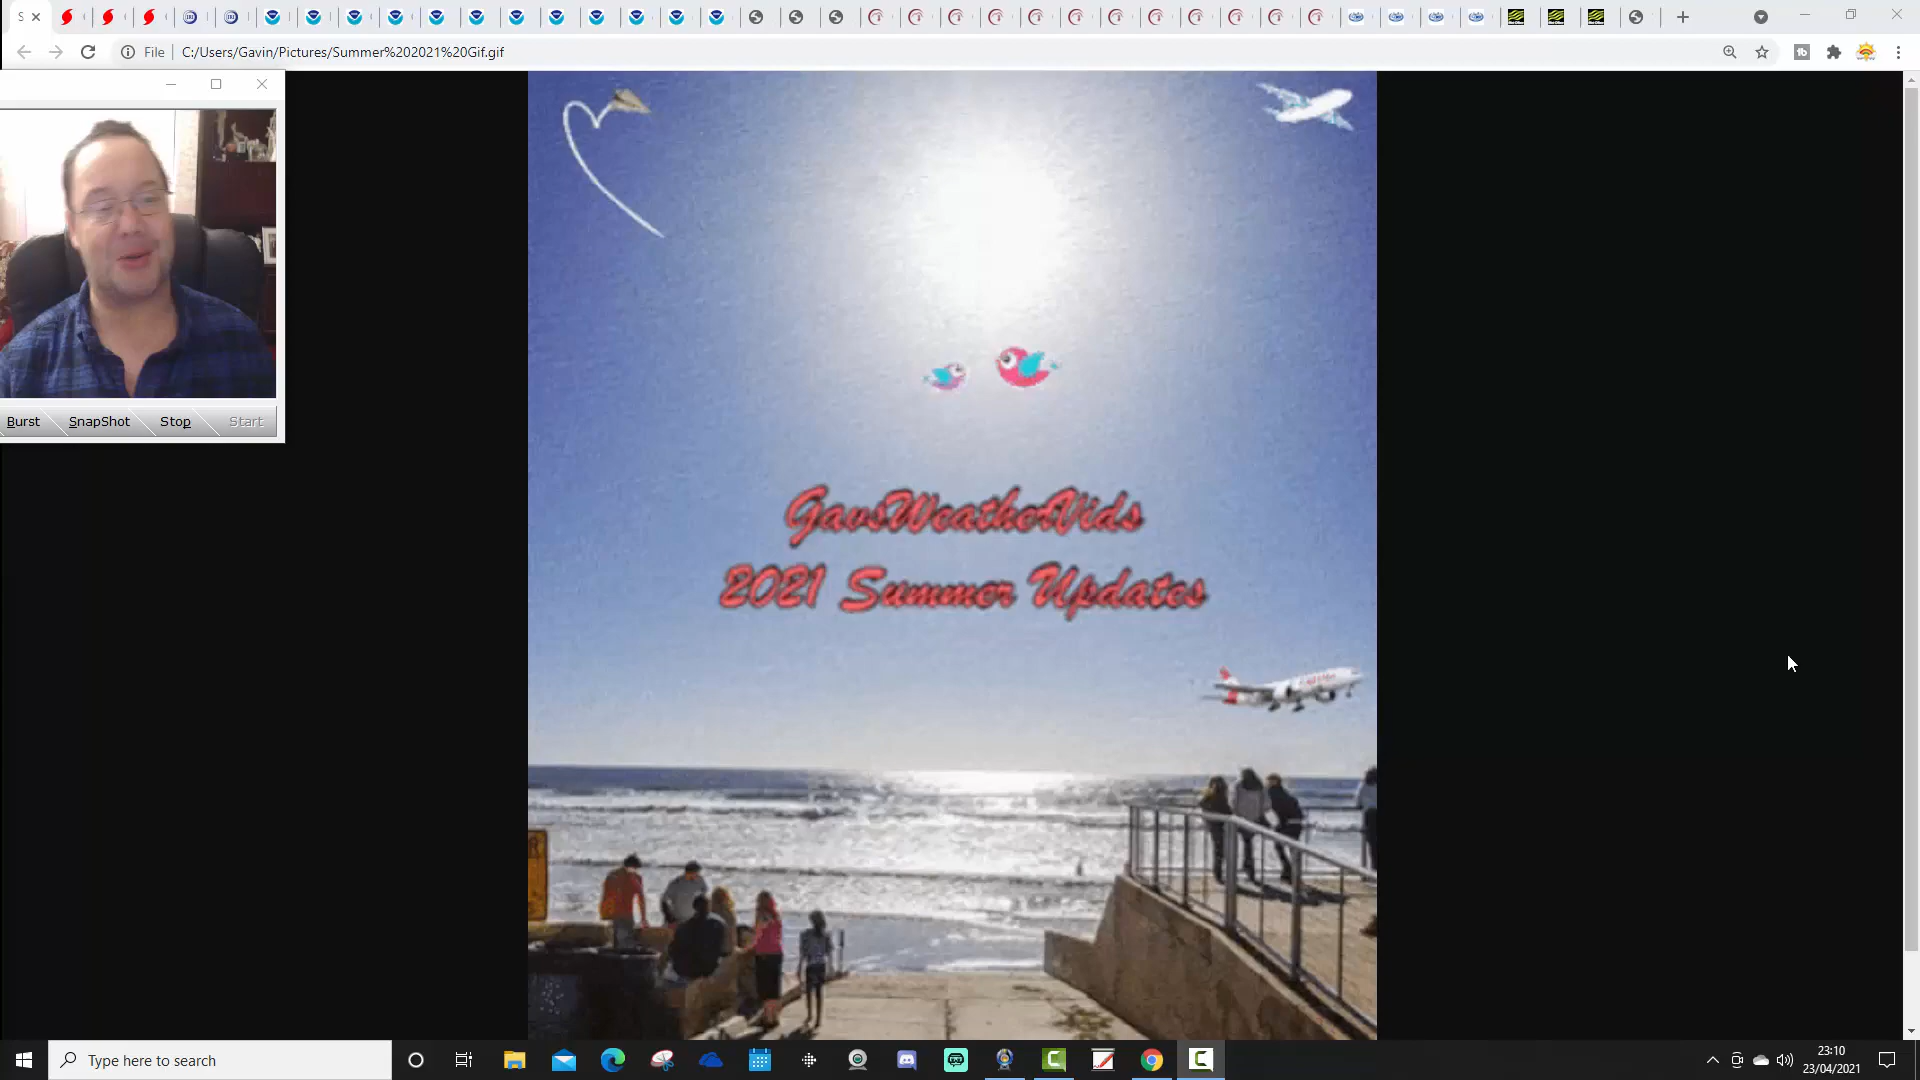 S
File
C:/Users/Gavin/Pictures/Summer%202021%20Gif.gif
Burst
SnapShot
Stop
Start
GavsWeatherVids
2021 Summer Updates
Type here to search
23:10
23/04/2021